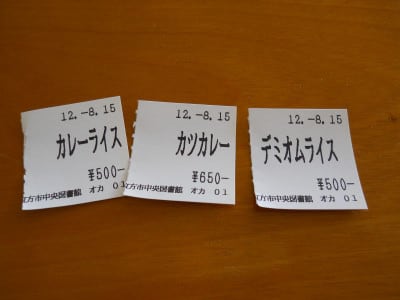 12.-8.15
カレーライス
¥500-
枚方市中央図書館 オカ 01
12.-8.15
カツカレー
¥650-
枚方市中央図書館 オカ 01
12.-8.15
デミオムライス
¥500-
枚方市中央図書館 オカ 01